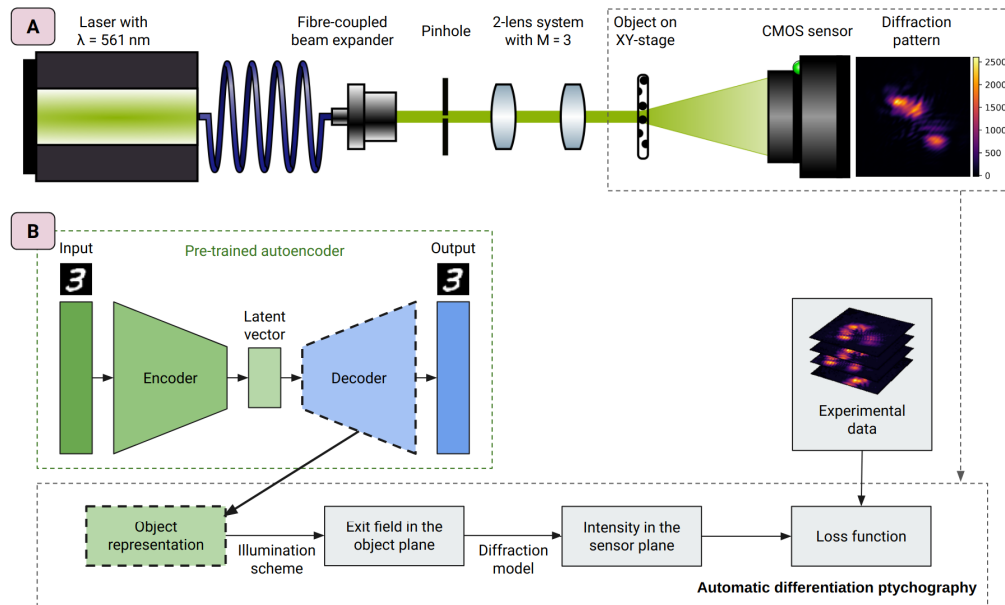 A
Laser with
λ = 561 nm
Fibre-coupled
beam expander
Pinhole
2-lens system
with M = 3
Object on
XY-stage
CMOS sensor
Diffraction
pattern
2500
2000
1500
1000
500
0
B
Input
Pre-trained autoencoder
Output
3
3
Latent
vector
Encoder
Decoder
Experimental
data
Object
representation
Illumination
scheme
Exit field in the
object plane
Diffraction
model
Intensity in the
sensor plane
Loss function
Automatic differentiation ptychography